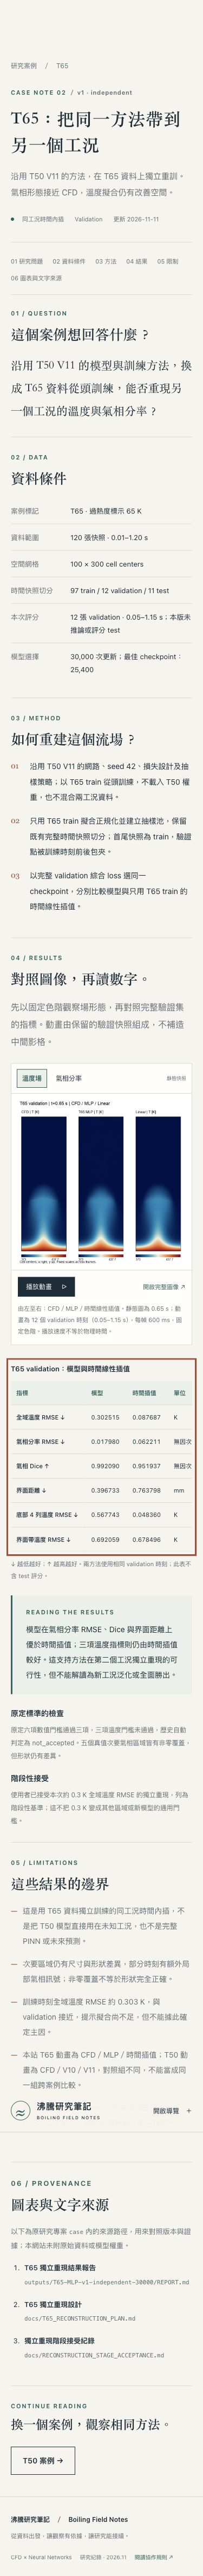 研究案例 / T65
CASE NOTE 02 / v1 · independent
T65：把同一方法帶到
另一個工況
沿用 T50 V11 的方法，在 T65 資料上獨立重訓。
氣相形態接近 CFD，溫度擬合仍有改善空間。
同工況時間內插 Validation 更新 2026-11-11
01 研究問題 02 資料條件 03 方法 04 結果 05 限制
06 圖表與文字來源
01 / QUESTION
這個案例想回答什麼？
沿用 T50 V11 的模型與訓練方法，換
成 T65 資料從頭訓練，能否重現另
一個工況的溫度與氣相分率？
02 / DATA
資料條件
案例標記 T65 · 過熱度標示 65 K
資料範圍 120 張快照 · 0.01–1.20 s
空間網格 100 × 300 cell centers
時間快照切分 97 train / 12 validation / 11 test
本次評分 12 張 validation · 0.05–1.15 s；本版未
推論或評分 test
模型選擇 30,000 次更新；最佳 checkpoint：
25,400
03 / METHOD
如何重建這個流場？
01 沿用 T50 V11 的網路、seed 42、損失設計及抽
樣策略；以 T65 train 從頭訓練，不載入 T50 權
重，也不混合兩工況資料。
02 只用 T65 train 擬合正規化並建立抽樣池，保留
既有完整時間快照切分；首尾快照為 train，驗證
點被訓練時刻前後包夾。
03 以完整 validation 綜合 loss 選同一
checkpoint，分別比較模型與只用 T65 train 的
時間線性插值。
04 / RESULTS
對照圖像，再讀數字。
先以固定色階觀察場形態，再對照完整驗證集
的指標。動畫由保留的驗證快照組成，不補造
中間影格。
溫度場 氣相分率 靜態快照
T65 validation | t=0.65 s | CFD / MLP / Linear
播放動畫 ▷ 開啟完整圖像 ↗
由左至右：CFD / MLP / 時間線性插值。靜態圖為 0.65 s；動
畫為 12 個 validation 時刻（0.05–1.15 s），每幀 600 ms，固
定色階。播放速度不等於物理時間。
T65 validation：模型與時間線性插值
指標 模型 時間插值 單位
全域溫度 RMSE ↓ 0.302515 0.087687 K
氣相分率 RMSE ↓ 0.017980 0.062211 無因次
氣相 Dice ↑ 0.992090 0.951937 無因次
界面距離 ↓ 0.396733 0.763798 mm
底部 4 列溫度 RMSE ↓ 0.567743 0.048360 K
界面帶溫度 RMSE ↓ 0.692059 0.678496 K
↓ 越低越好；↑ 越高越好。兩方法使用相同 validation 時刻；此表不
含 test 評分。
READING THE RESULTS
模型在氣相分率 RMSE、Dice 與界面距離上
優於時間插值；三項溫度指標則仍由時間插值
較好。這支持方法在第二個工況獨立重現的可
行性，但不能解讀為新工況泛化或全面勝出。
原定標準的檢查
原定六項數值門檻通過三項，三項溫度門檻未通過，歷史自動
判定為 not_accepted。五個真值次要氣相區域皆有非零覆蓋，
但形狀仍有差異。
階段性接受
使用者已接受本次約 0.3 K 全域溫度 RMSE 的獨立重現，列為
階段性基準；這不把 0.3 K 變成其他區域或新模型的通用門
檻。
05 / LIMITATIONS
這些結果的邊界
— 這是用 T65 資料獨立訓練的同工況時間內插，不
是把 T50 模型直接用在未知工況，也不是完整
PINN 或未來預測。
— 次要區域仍有尺寸與形狀差異，部分時刻有額外局
部氣相訊號；非零覆蓋不等於形狀完全正確。
— 訓練時刻全域溫度 RMSE 約 0.303 K，與
validation 接近，提示擬合尚不足，但不能據此確
定主因。
— 本站 T65 動畫為 CFD / MLP / 時間插值；T50 動
畫為 CFD / V10 / V11，對照組不同，不能當成同
一組跨案例比較。
沸騰研究筆記
BOILING FIELD NOTES
開啟導覽 +
06 / PROVENANCE
圖表與文字來源
以下為原研究專案 case 內的來源路徑，用來對照版本與證
據；本網站未附原始資料或模型權重。
1. T65 獨立重現結果報告
outputs/T65-MLP-v1-independent-30000/REPORT.md
2. T65 獨立重現設計
docs/T65_RECONSTRUCTION_PLAN.md
3. 獨立重現階段接受紀錄
docs/RECONSTRUCTION_STAGE_ACCEPTANCE.md
CONTINUE READING
換一個案例，觀察相同方法。
T50 案例 →
沸騰研究筆記 / Boiling Field Notes
從資料出發，讓觀察有依據，讓研究能接續。
CFD × Neural Networks 研究紀錄 · 2026.11 閱讀協作規則 ↗